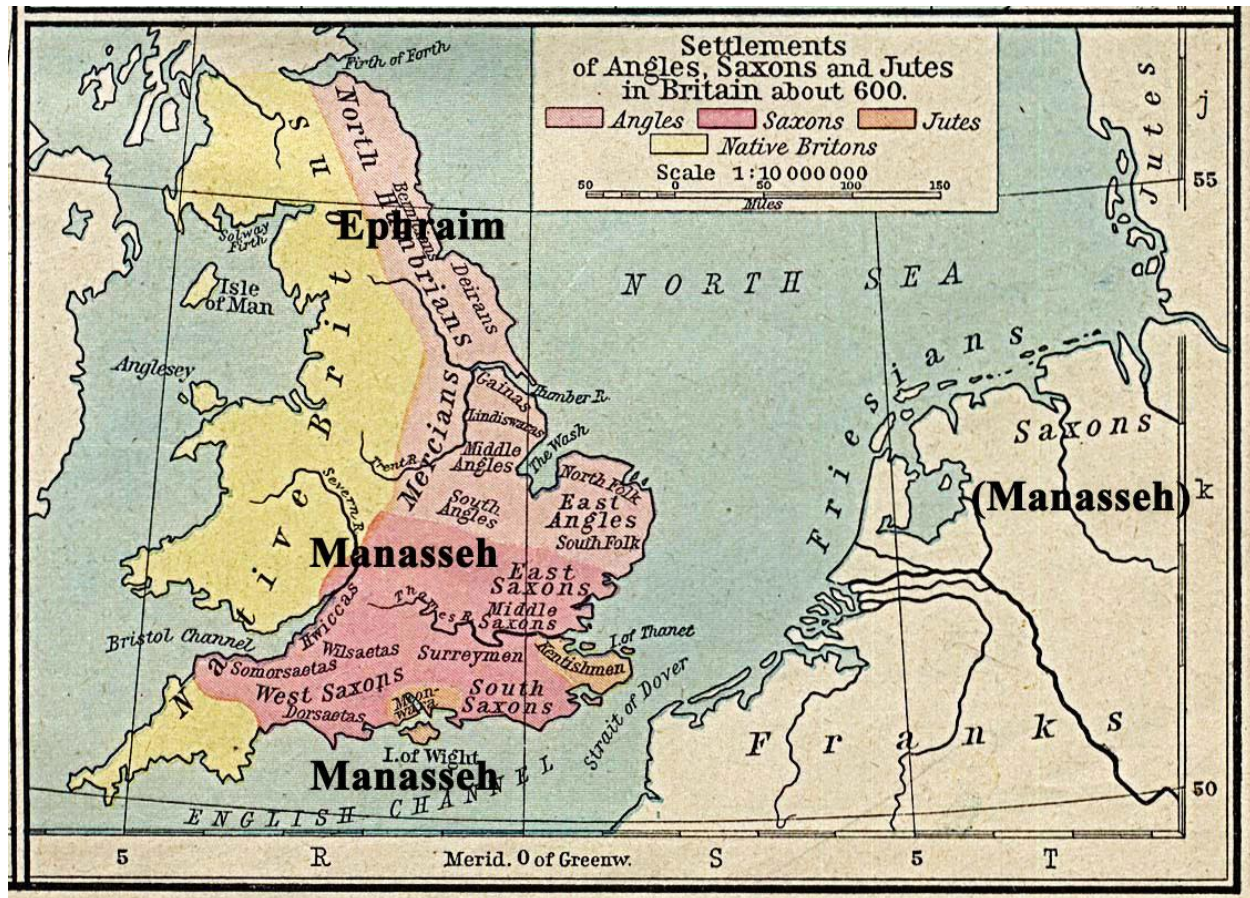 Settlements
of Angles, Saxons and Jutes
in Britain about 600.
Angles Saxons Jutes
Native Britons
Scale 1:10 000 000
50 0 50 100 150
Miles
Firth of Forth
North Humbrians
Bernicians
Ephraim
Deirans
Solway
Firth
Isle
of Man
Anglesey
Native Britons
NORTH SEA
Jutes
j
55
Humber R.
Gainas
Lindiswaras
The Wash
Mercians
Trent R.
Middle
Angles
North Folk
East
Angles
South Folk
South
Angles
Severn R.
Manasseh
East
Saxons
Middle
Saxons
Thames R.
Hwiccas
Bristol Channel
I. of Thanet
Kentishmen
Wilsaetas
Surreymen
Somorsaetas
West Saxons
South
Saxons
Dorsaetas
Meon-
wara
I. of Wight
Manasseh
ENGLISH CHANNEL
Strait of Dover
Friesians
Saxons
(Manasseh)
k
Franks
50
5 R Merid. 0 of Greenw. S 5 T